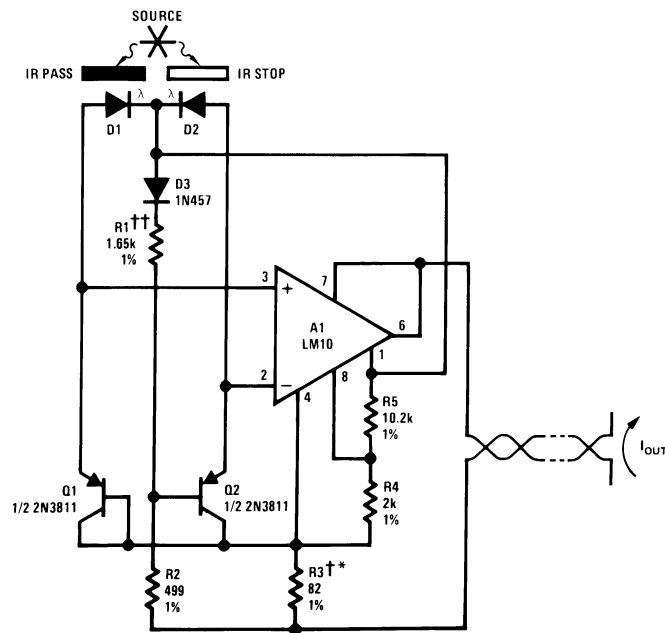 SOURCE
IR PASS
IR STOP
λ
λ
D1
D2
D3
1N457
R1††
1.65k
1%
3
+
7
A1
LM10
6
1
2
−
4
8
R5
10.2k
1%
Q1
1/2 2N3811
Q2
1/2 2N3811
R4
2k
1%
IOUT
R2
499
1%
R3†*
82
1%